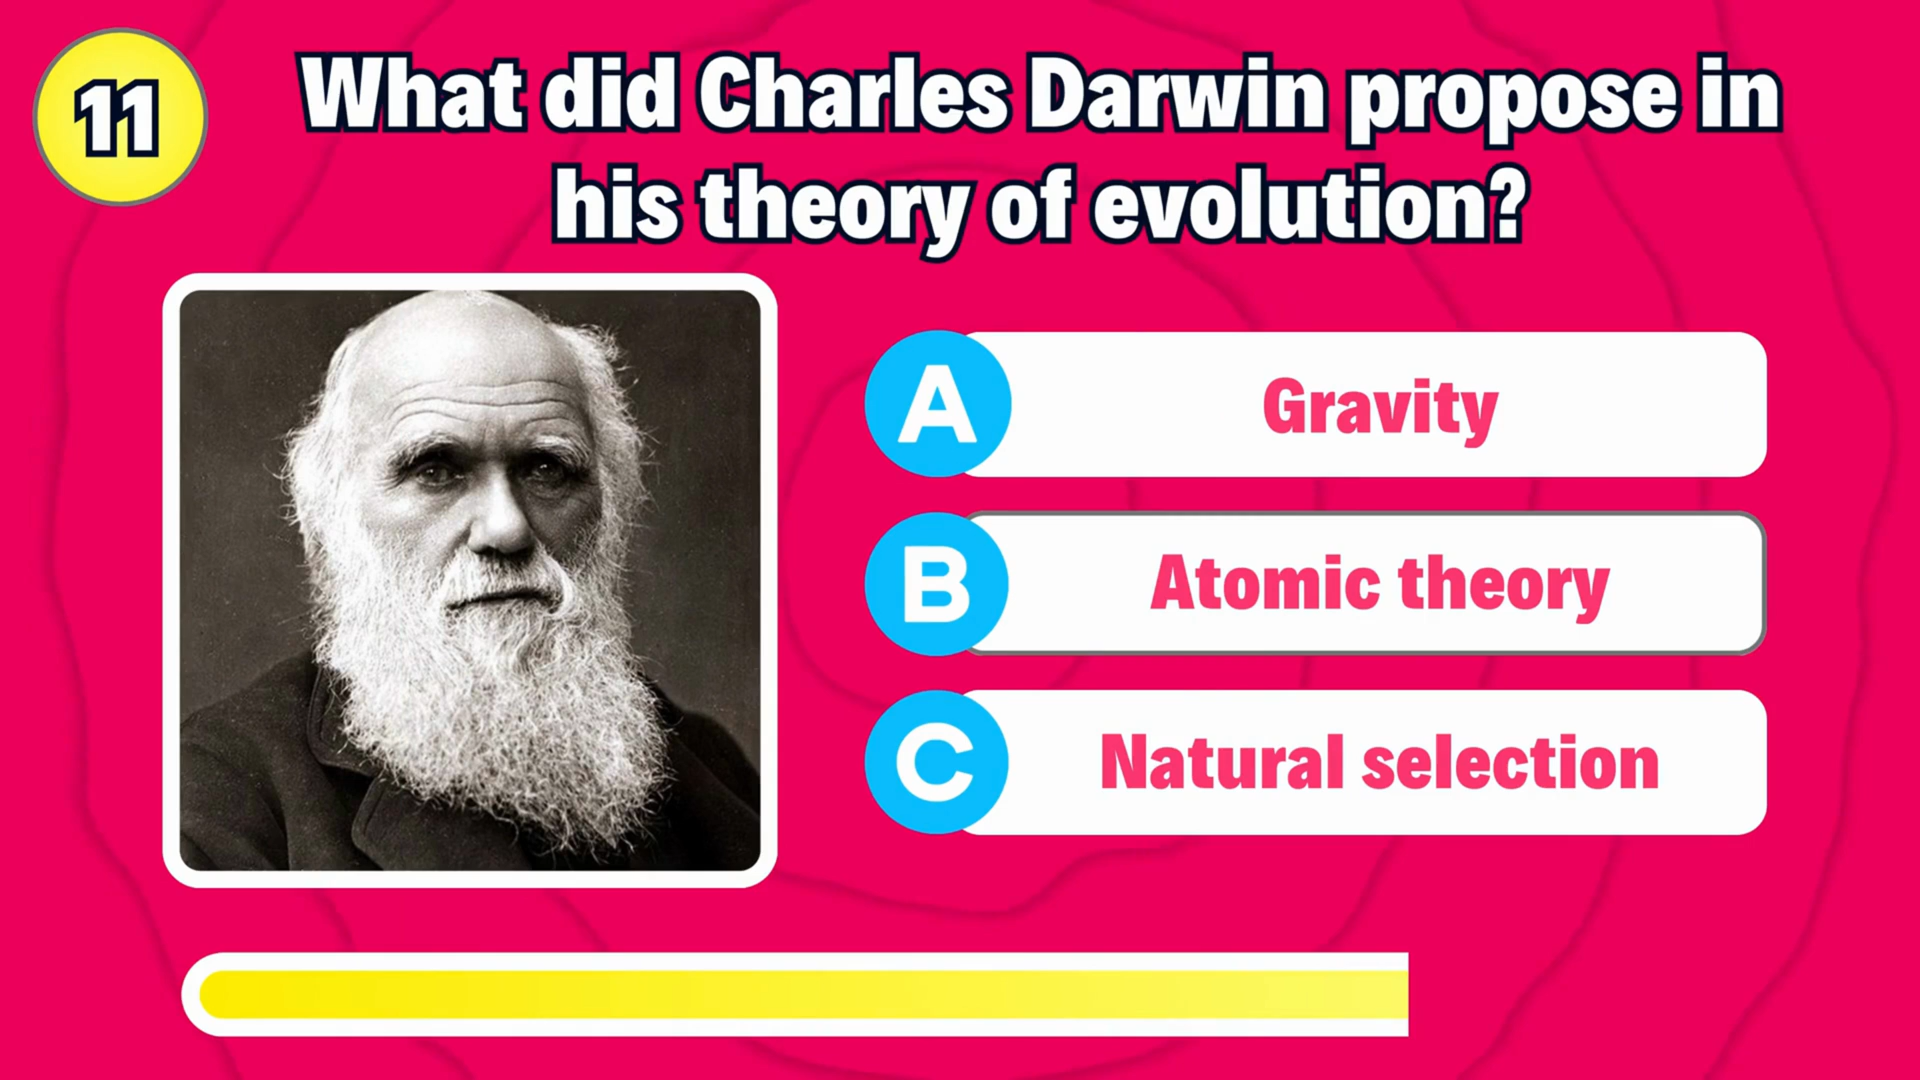 11
What did Charles Darwin propose in
his theory of evolution?
A Gravity
B Atomic theory
C Natural selection